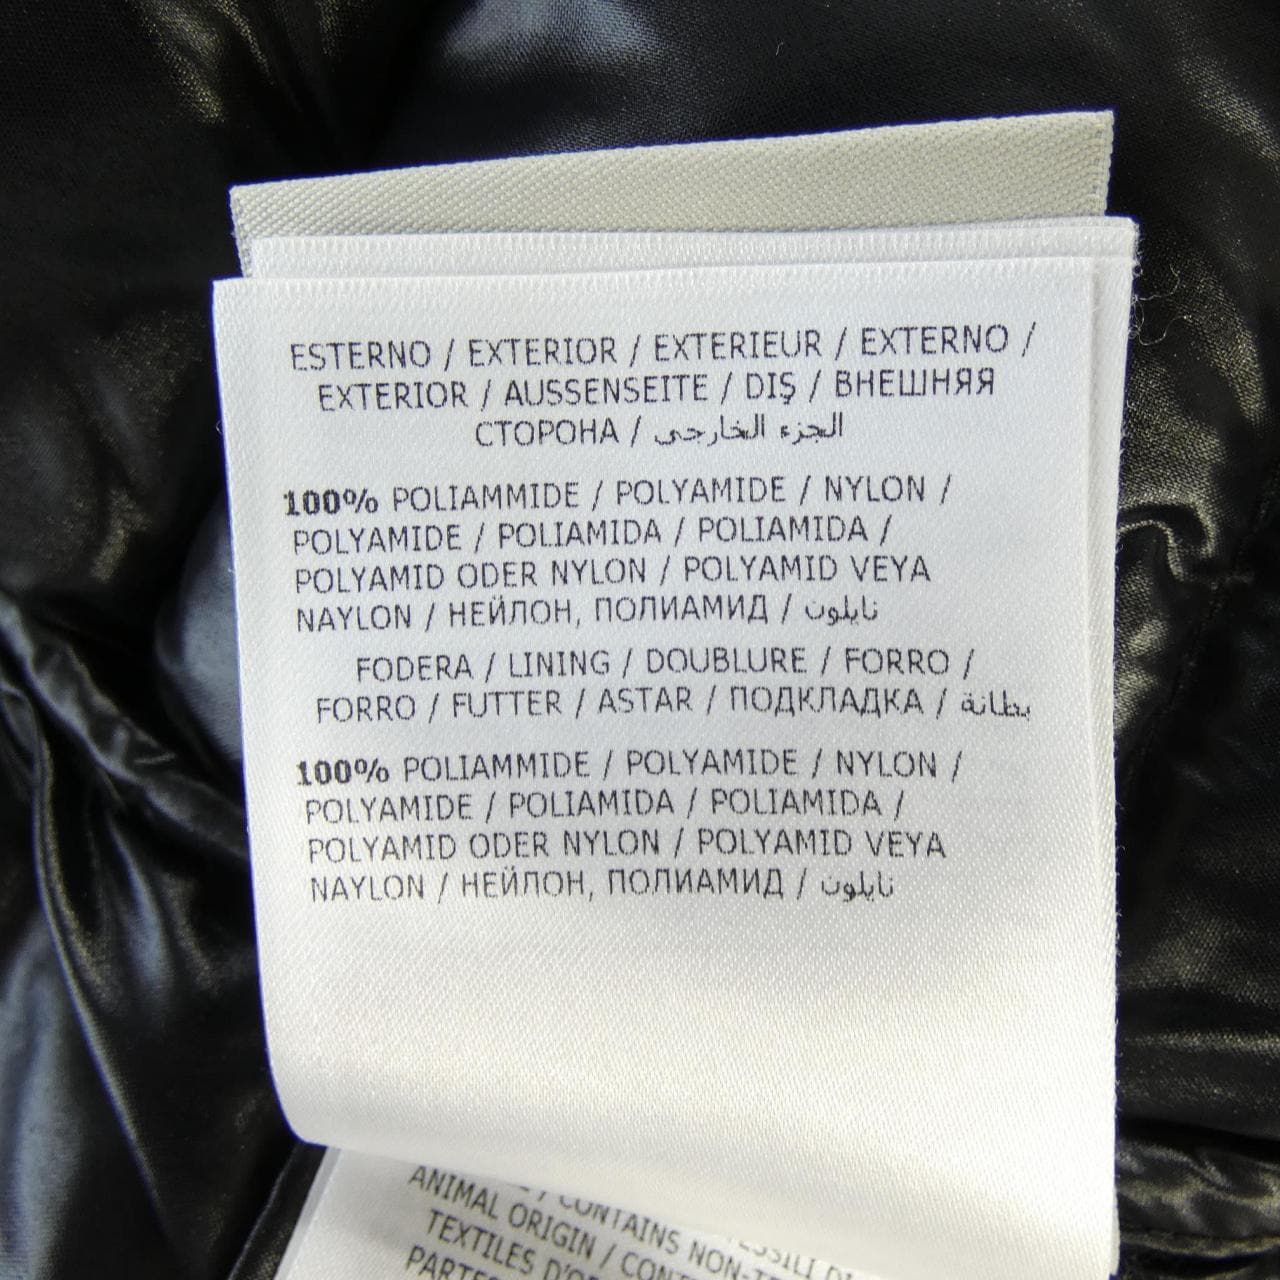 ESTERNO / EXTERIOR / EXTERIEUR / EXTERNO /
EXTERIOR / AUSSENSEITE / DIŞ / ВНЕШНЯЯ
СТОРОНА / الجزء الخارجي
100% POLIAMMIDE / POLYAMIDE / NYLON /
POLYAMIDE / POLIAMIDA / POLIAMIDA /
POLYAMID ODER NYLON / POLYAMID VEYA
NAYLON / НЕЙЛОН, ПОЛИАМИД / نايلون
FODERA / LINING / DOUBLURE / FORRO /
FORRO / FUTTER / ASTAR / ПОДКЛАДКА / بطانة
100% POLIAMMIDE / POLYAMIDE / NYLON /
POLYAMIDE / POLIAMIDA / POLIAMIDA /
POLYAMID ODER NYLON / POLYAMID VEYA
NAYLON / НЕЙЛОН, ПОЛИАМИД / نايلون
/ CONTAINS NON-
ANIMAL ORIGIN /
TEXTILES